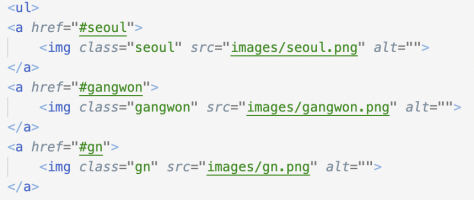 <ul>
<a href="#seoul">
<img class="seoul" src="images/seoul.png" alt="">
</a>
<a href="#gangwon">
<img class="gangwon" src="images/gangwon.png" alt="">
</a>
<a href="#gn">
<img class="gn" src="images/gn.png" alt="">
</a>